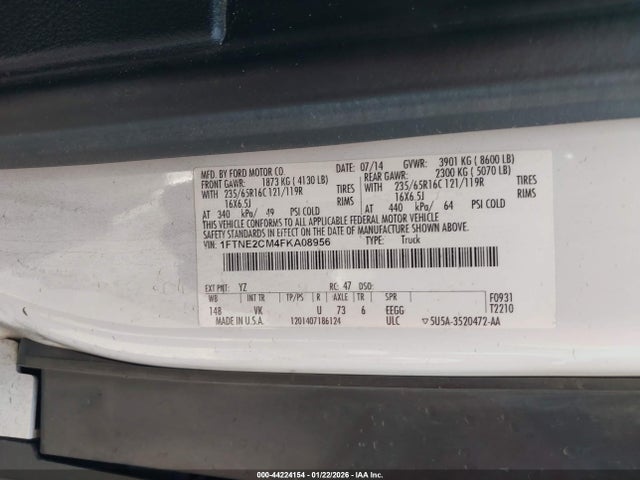 MFD. BY FORD MOTOR CO. DATE: 07/14 GVWR: 3901 KG ( 8600 LB)
FRONT GAWR: 1873 KG ( 4130 LB) REAR GAWR: 2300 KG ( 5070 LB)
WITH 235/65R16C 121/119R TIRES WITH 235/65R16C 121/119R TIRES
16X6.5J RIMS 16X6.5J RIMS
AT 340 kPa/ 49 PSI COLD AT 440 kPa/ 64 PSI COLD
THIS VEHICLE CONFORMS TO ALL APPLICABLE FEDERAL MOTOR VEHICLE
SAFETY AND THEFT PREVENTION STANDARDS IN EFFECT ON THE DATE OF MANUFACTURE SHOWN ABOVE.
VIN: 1FTNE2CM4FKA08956 TYPE: Truck
EXT PNT: YZ RC: 47 DSO:
WB INT TR TP/PS R AXLE TR SPR F0931
148 VK U 73 6 EEGG T2210
MADE IN U.S.A. 1201407186124 ULC ▽5U5A-3520472-AA
000-44224154 - 01/22/2026 - IAA Inc.